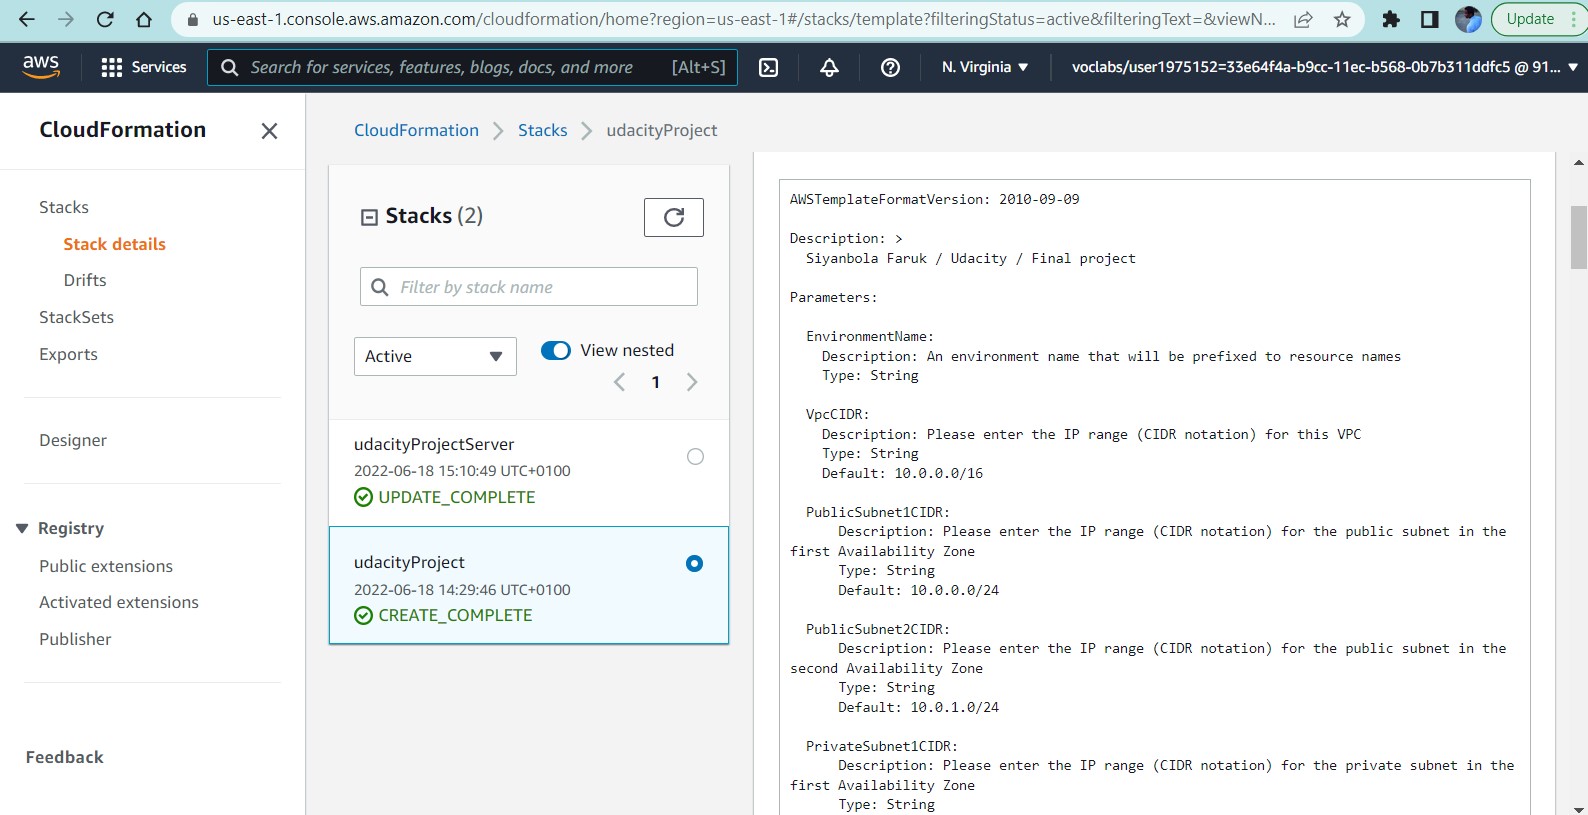 us-east-1.console.aws.amazon.com/cloudformation/home?region=us-east-1#/stacks/template?filteringStatus=active&filteringText=&viewN...
Update
aws
Services
Search for services, features, blogs, docs, and more
[Alt+S]
N. Virginia
voclabs/user1975152=33e64f4a-b9cc-11ec-b568-0b7b311ddfc5 @ 91...
CloudFormation
Stacks
Stack details
Drifts
StackSets
Exports
Designer
Registry
Public extensions
Activated extensions
Publisher
Feedback
CloudFormation
Stacks
udacityProject
Stacks (2)
Filter by stack name
Active
View nested
1
udacityProjectServer
2022-06-18 15:10:49 UTC+0100
UPDATE_COMPLETE
udacityProject
2022-06-18 14:29:46 UTC+0100
CREATE_COMPLETE
AWSTemplateFormatVersion: 2010-09-09
Description: >
Siyanbola Faruk / Udacity / Final project
Parameters:
EnvironmentName:
Description: An environment name that will be prefixed to resource names
Type: String
VpcCIDR:
Description: Please enter the IP range (CIDR notation) for this VPC
Type: String
Default: 10.0.0.0/16
PublicSubnet1CIDR:
Description: Please enter the IP range (CIDR notation) for the public subnet in the
first Availability Zone
Type: String
Default: 10.0.0.0/24
PublicSubnet2CIDR:
Description: Please enter the IP range (CIDR notation) for the public subnet in the
second Availability Zone
Type: String
Default: 10.0.1.0/24
PrivateSubnet1CIDR:
Description: Please enter the IP range (CIDR notation) for the private subnet in the
first Availability Zone
Type: String